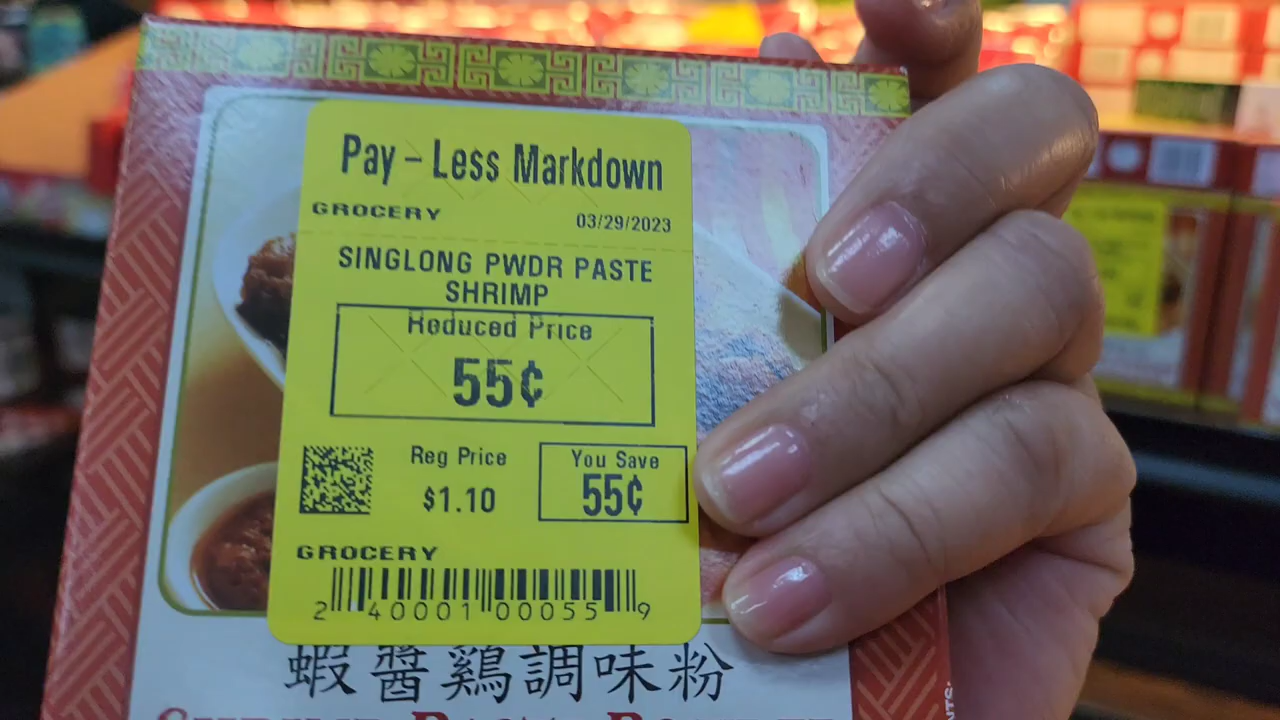 Pay - Less Markdown
GROCERY 03/29/2023
SINGLONG PWDR PASTE
SHRIMP
Reduced Price
55¢
Reg Price You Save
$1.10 55¢
GROCERY
2 40001 00055 9
蝦醬鷄調味粉